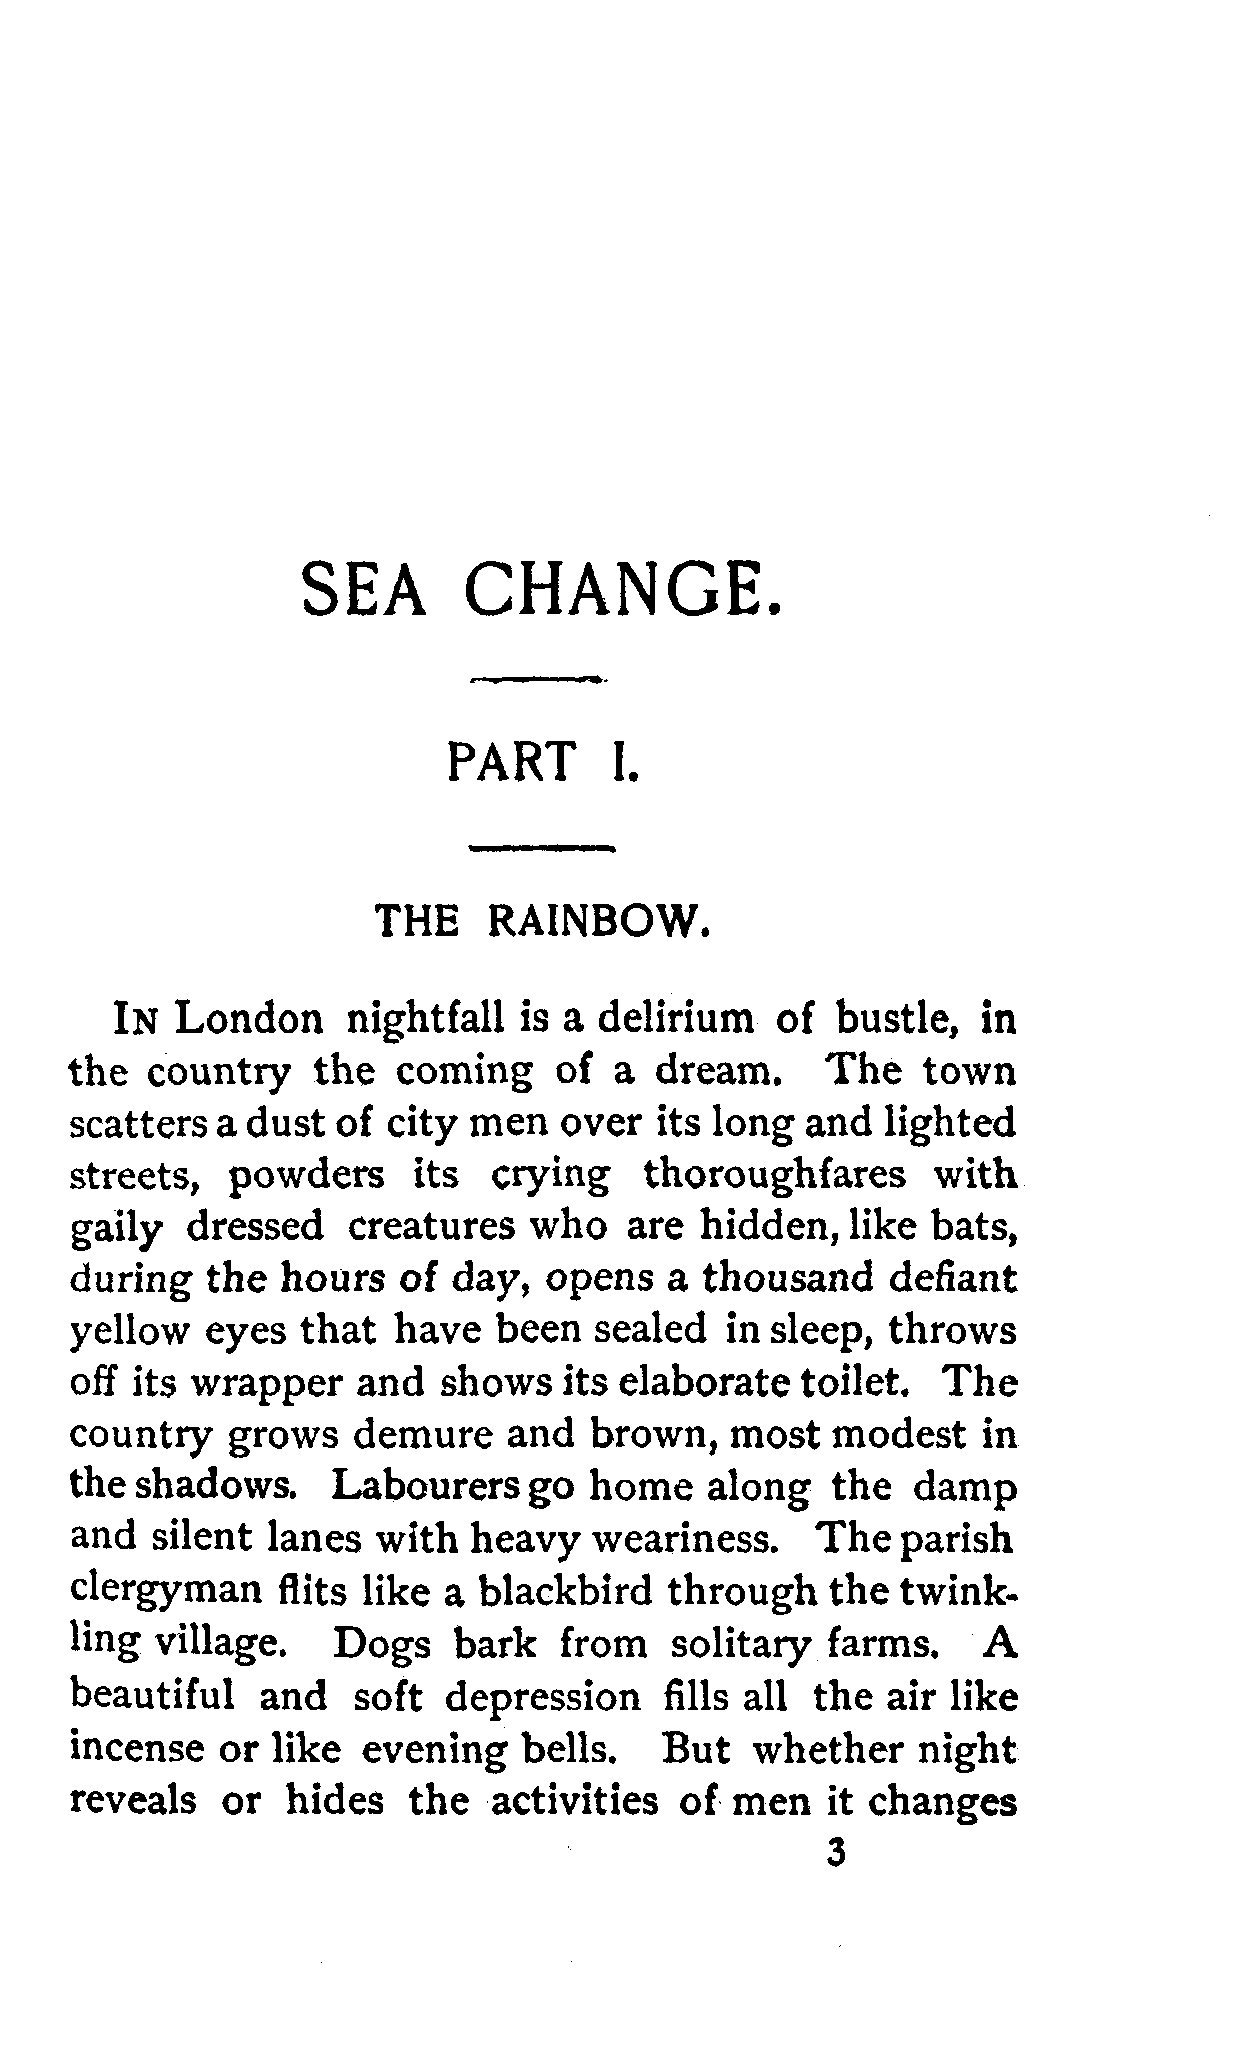 SEA CHANGE.
PART I.
THE RAINBOW.
IN London nightfall is a delirium of bustle, in
the country the coming of a dream. The town
scatters a dust of city men over its long and lighted
streets, powders its crying thoroughfares with
gaily dressed creatures who are hidden, like bats,
during the hours of day, opens a thousand defiant
yellow eyes that have been sealed in sleep, throws
off its wrapper and shows its elaborate toilet. The
country grows demure and brown, most modest in
the shadows. Labourers go home along the damp
and silent lanes with heavy weariness. The parish
clergyman flits like a blackbird through the twink-
ling village. Dogs bark from solitary farms. A
beautiful and soft depression fills all the air like
incense or like evening bells. But whether night
reveals or hides the activities of men it changes
3